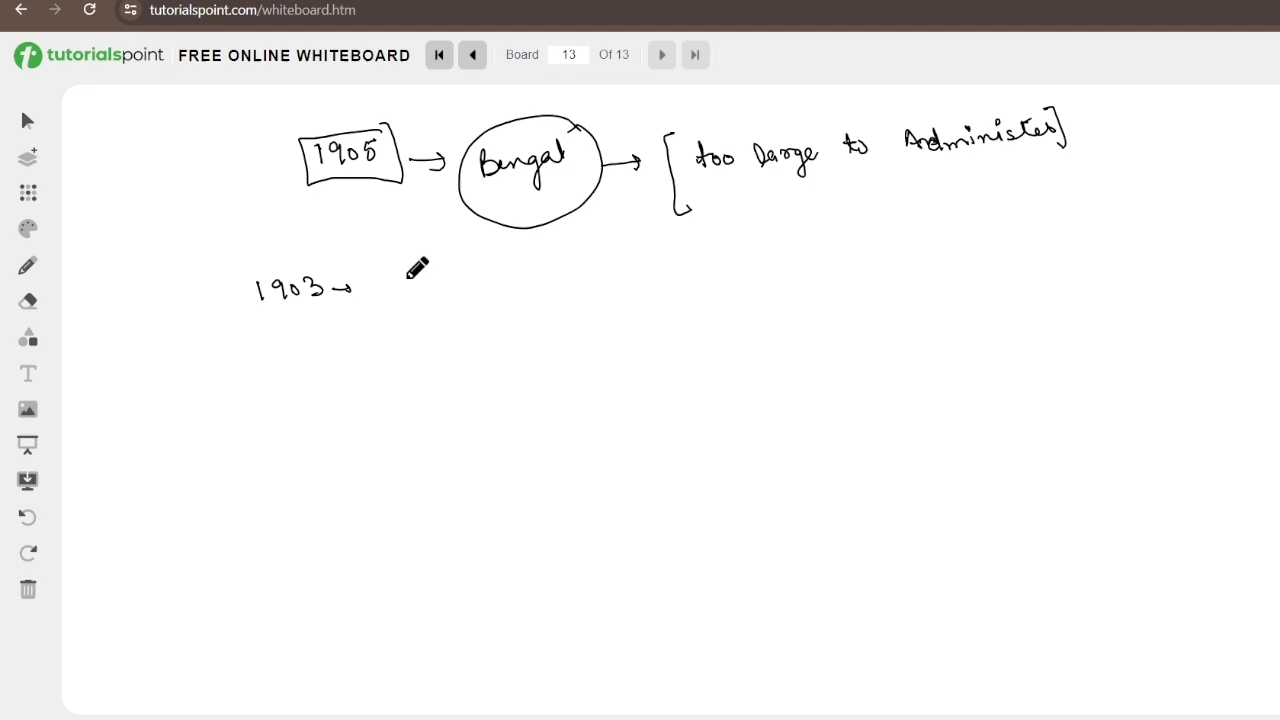 tutorialspoint.com/whiteboard.htm
tutorialspoint FREE ONLINE WHITEBOARD Board 13 Of 13
1905 → Bengal → [ too large to Administer]
1903 →